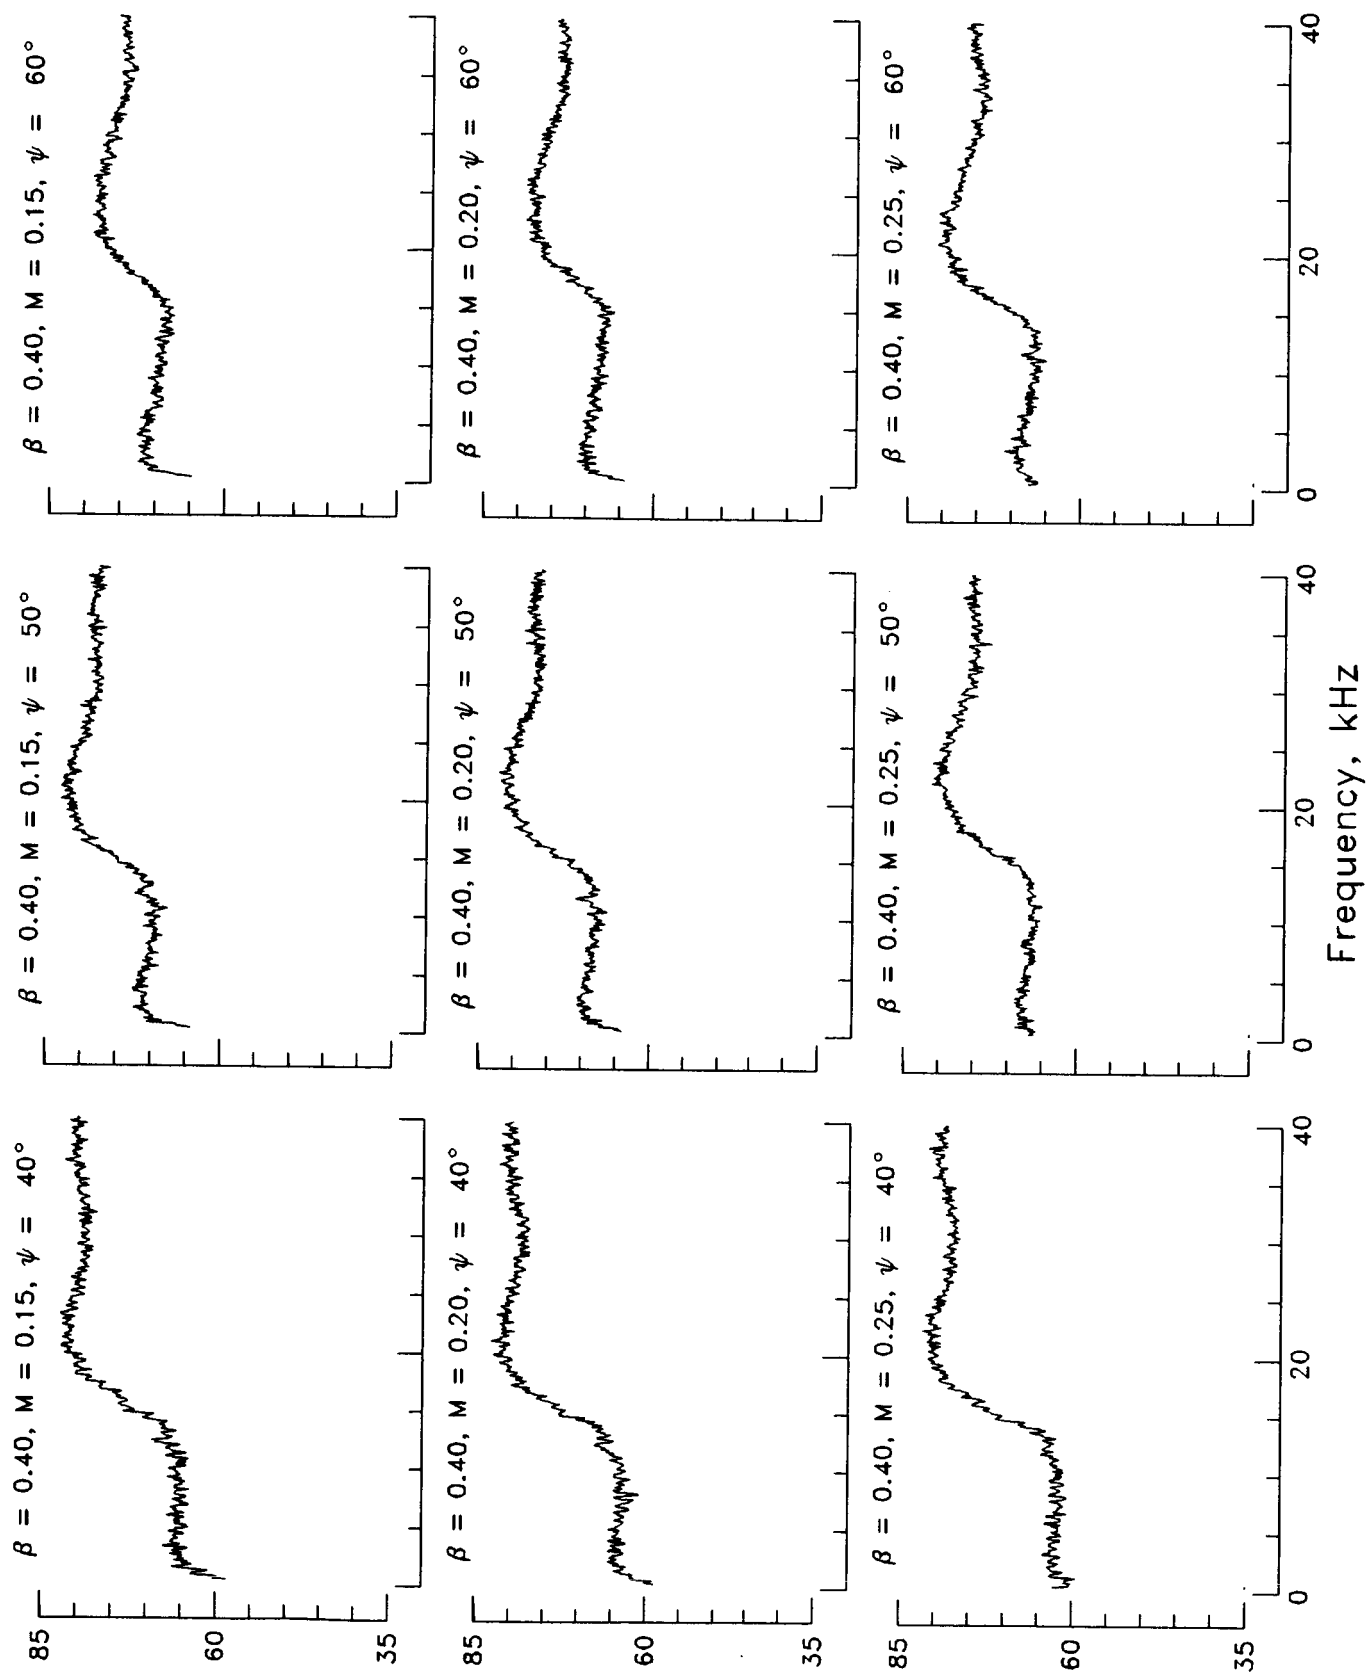 β = 0.40, M = 0.15, ψ = 40°
β = 0.40, M = 0.15, ψ = 50°
β = 0.40, M = 0.15, ψ = 60°
85
60
35
β = 0.40, M = 0.20, ψ = 40°
β = 0.40, M = 0.20, ψ = 50°
β = 0.40, M = 0.20, ψ = 60°
85
60
35
β = 0.40, M = 0.25, ψ = 40°
β = 0.40, M = 0.25, ψ = 50°
β = 0.40, M = 0.25, ψ = 60°
85
60
35
0 20 40
0 20 40
0 20 40
Frequency, kHz